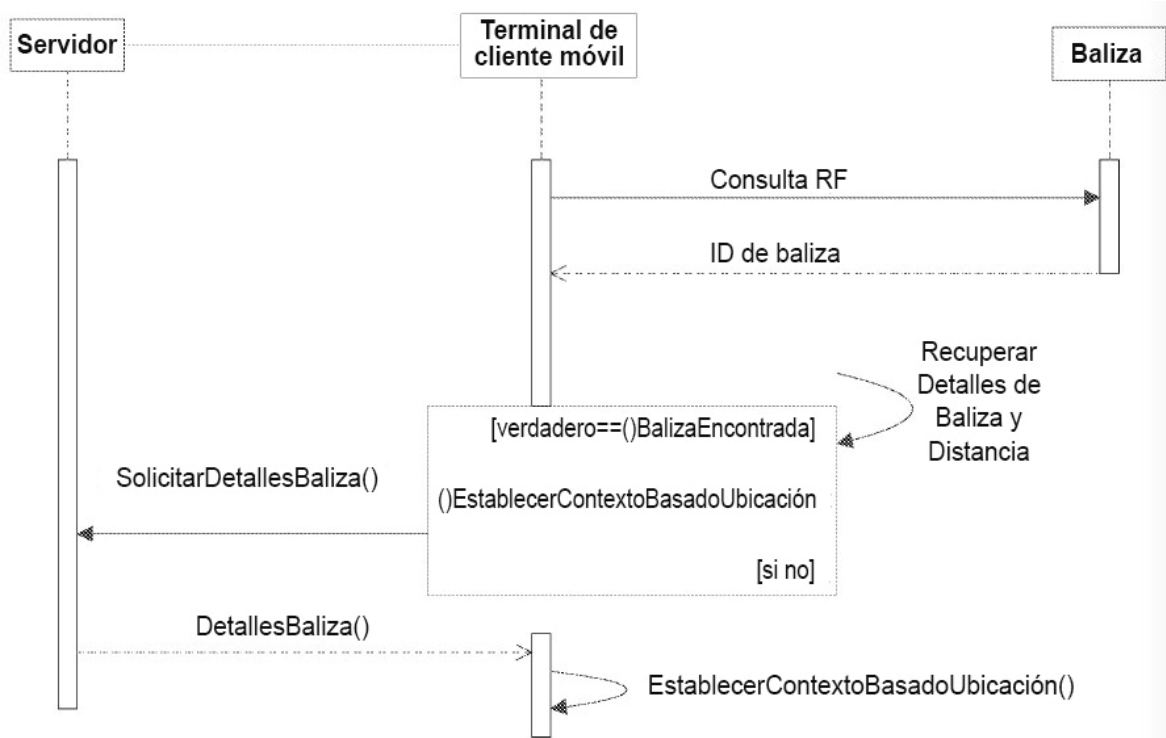 Servidor
Terminal de
cliente móvil
Baliza
Consulta RF
ID de baliza
Recuperar
Detalles de
Baliza y
Distancia
[verdadero==()BalizaEncontrada]
SolicitarDetallesBaliza()
()EstablecerContextoBasadoUbicación
[si no]
DetallesBaliza()
EstablecerContextoBasadoUbicación()